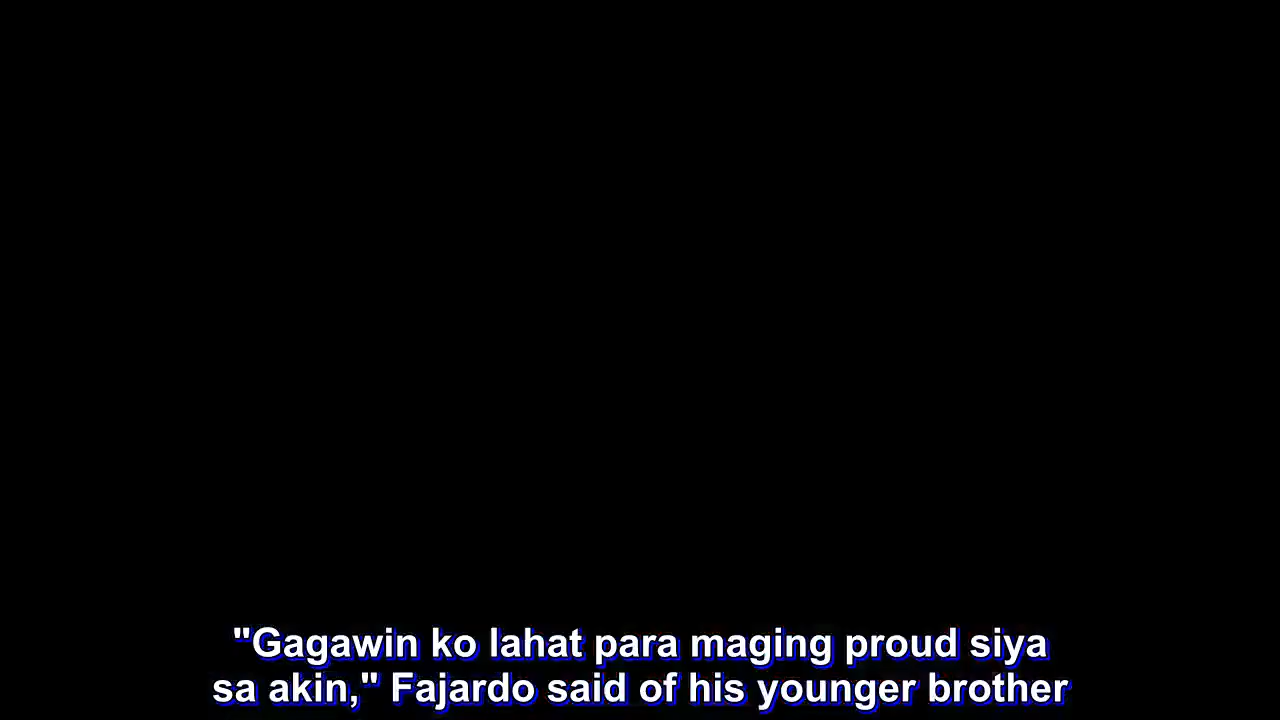 "Gagawin ko lahat para maging proud siya
sa akin," Fajardo said of his younger brother